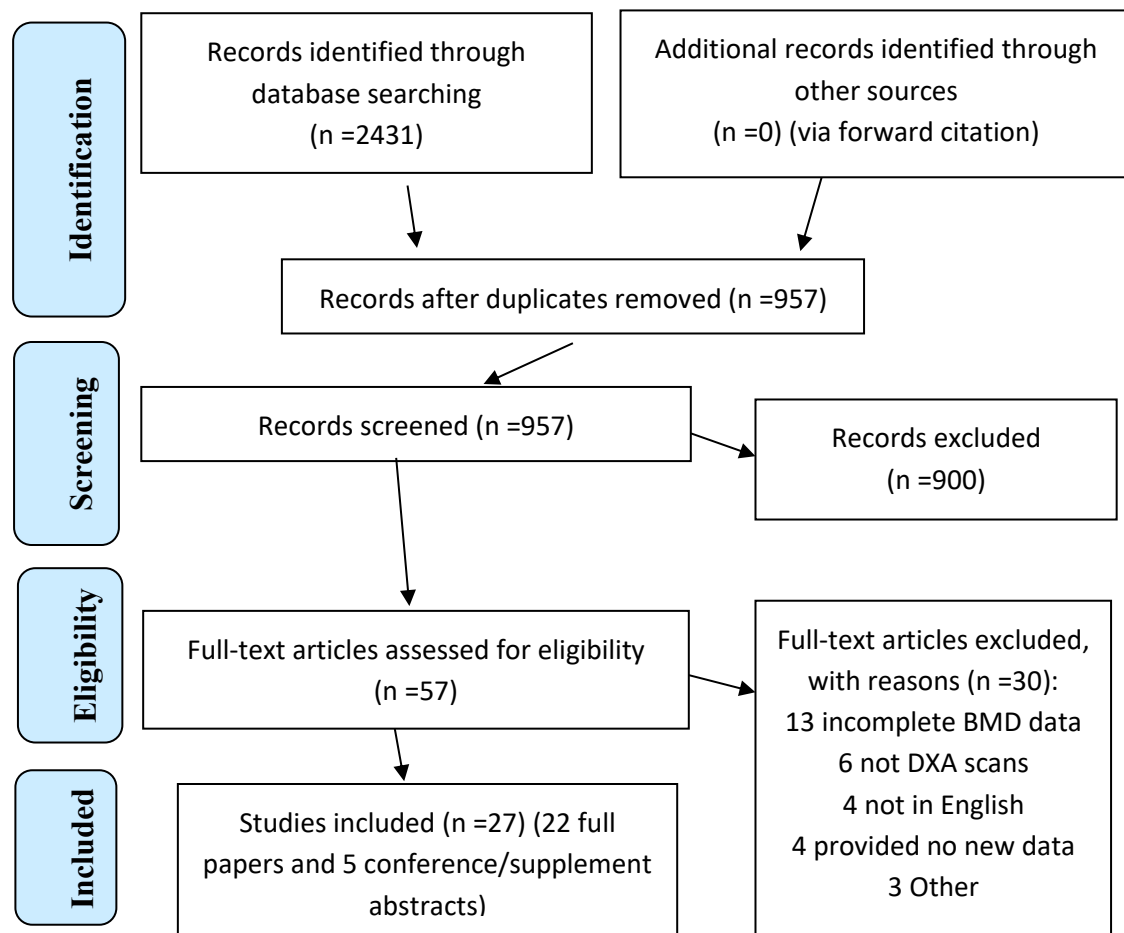 Identification
Records identified through
database searching
(n =2431)
Additional records identified through
other sources
(n =0) (via forward citation)
Records after duplicates removed (n =957)
Screening
Records screened (n =957)
Records excluded
(n =900)
Eligibility
Full-text articles assessed for eligibility
(n =57)
Full-text articles excluded,
with reasons (n =30):
13 incomplete BMD data
6 not DXA scans
4 not in English
4 provided no new data
3 Other
Included
Studies included (n =27) (22 full
papers and 5 conference/supplement
abstracts)